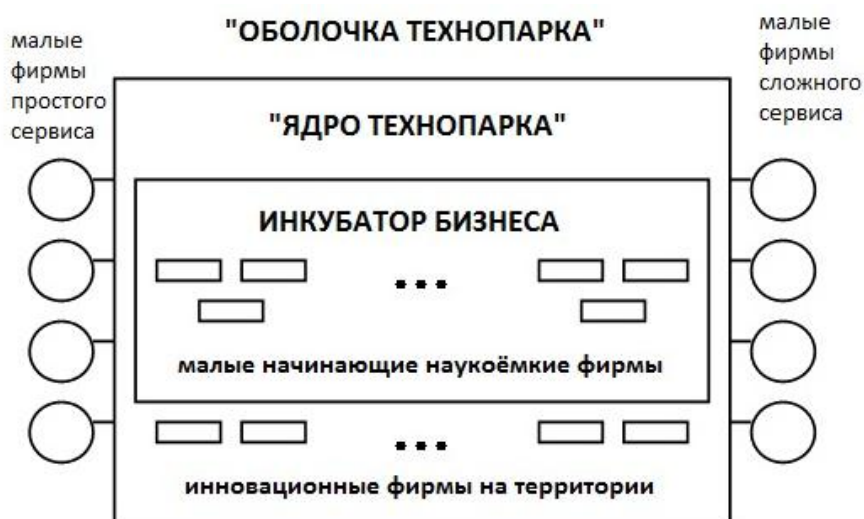 "ОБОЛОЧКА ТЕХНОПАРКА"
малые
фирмы
простого
сервиса
малые
фирмы
сложного
сервиса
"ЯДРО ТЕХНОПАРКА"
ИНКУБАТОР БИЗНЕСА
...
малые начинающие наукоёмкие фирмы
...
инновационные фирмы на территории